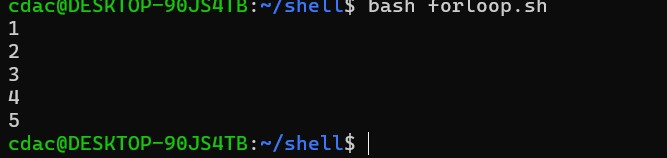 cdac@DESKTOP-90JS4TB:~/shell$ bash forloop.sh
1
2
3
4
5
cdac@DESKTOP-90JS4TB:~/shell$